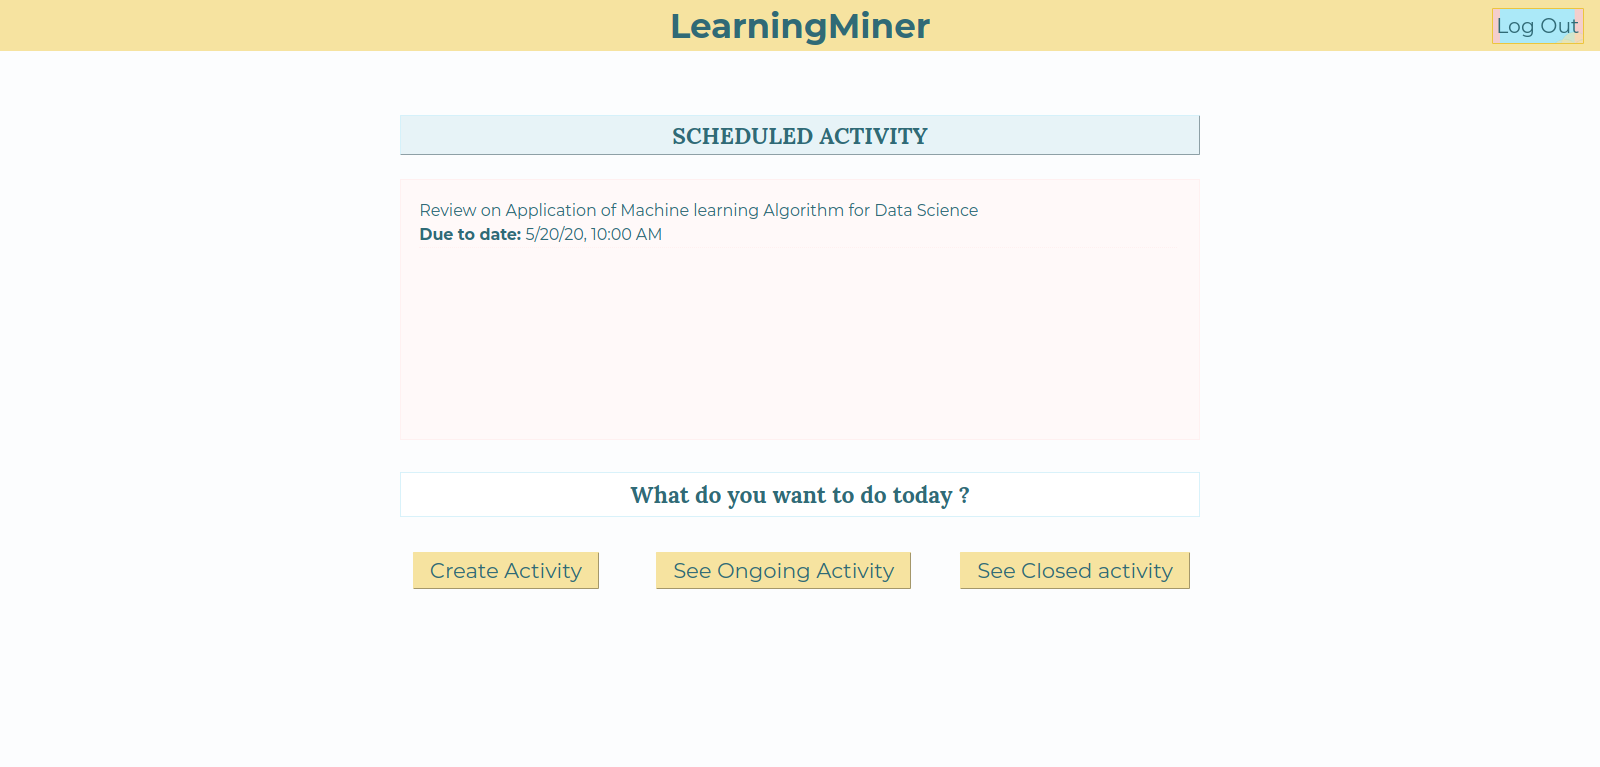 LearningMiner
Log Out
SCHEDULED ACTIVITY
Review on Application of Machine learning Algorithm for Data Science
Due to date: 5/20/20, 10:00 AM
What do you want to do today ?
Create Activity
See Ongoing Activity
See Closed activity